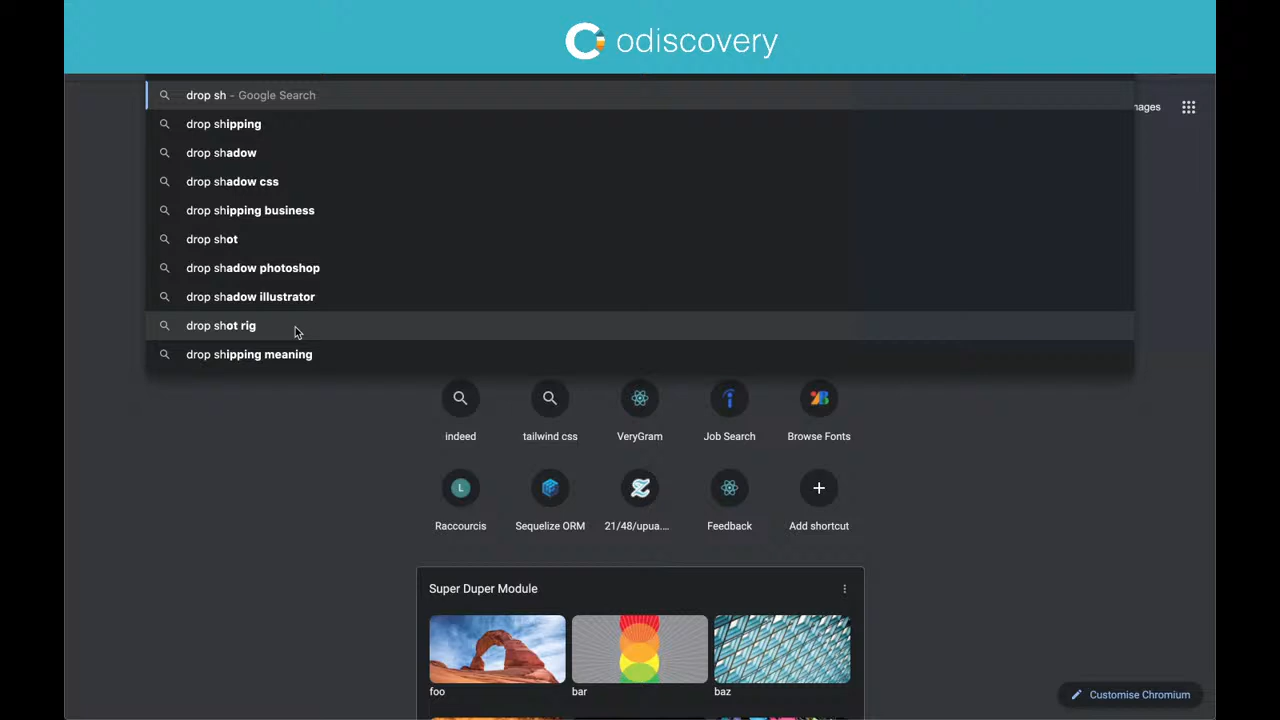 odiscovery
drop sh - Google Search
drop shipping
drop shadow
drop shadow css
drop shipping business
drop shot
drop shadow photoshop
drop shadow illustrator
drop shot rig
drop shipping meaning
indeed
tailwind css
VeryGram
Job Search
Browse Fonts
L
Raccourcis
Sequelize ORM
21/48/upua....
Feedback
Add shortcut
Super Duper Module
foo
bar
baz
Customise Chromium